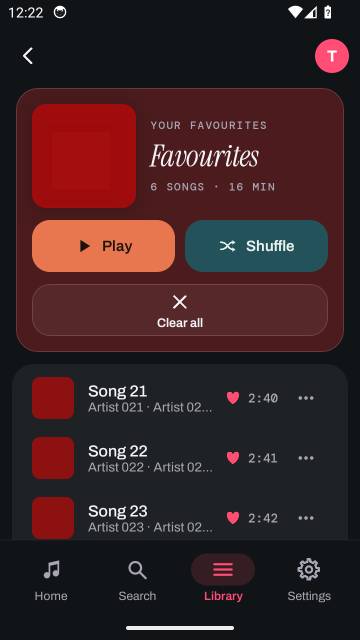 12:22
T
YOUR FAVOURITES
Favourites
6 SONGS · 16 MIN
Play
Shuffle
Clear all
Song 21
Artist 021 · Artist 02...
2:40
Song 22
Artist 022 · Artist 02...
2:41
Song 23
Artist 023 · Artist 02...
2:42
Home
Search
Library
Settings